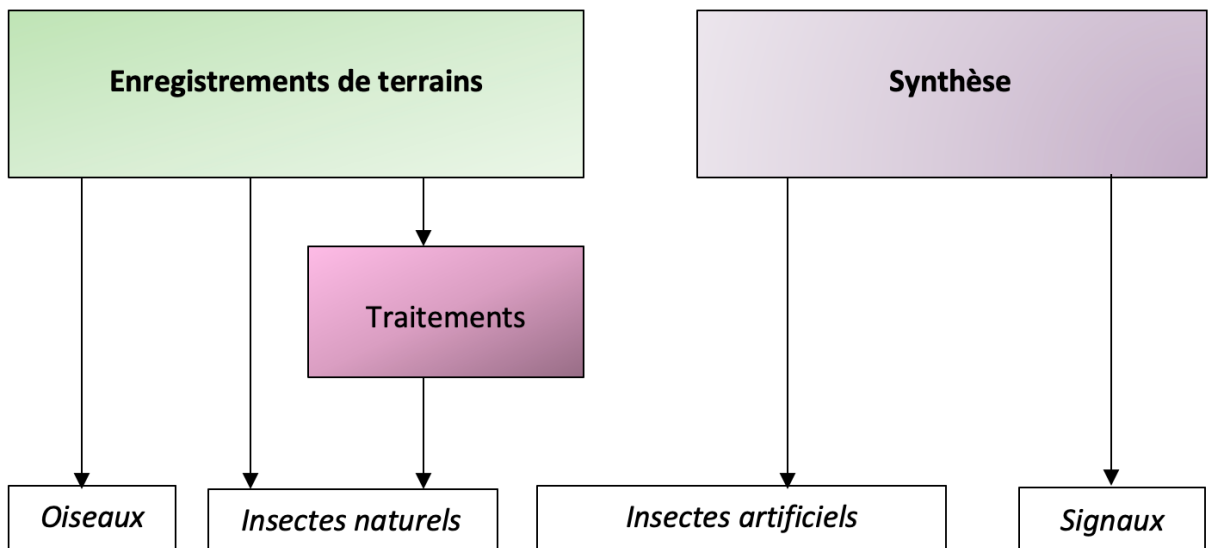 Enregistrements de terrains
Synthèse
Traitements
Oiseaux
Insectes naturels
Insectes artificiels
Signaux